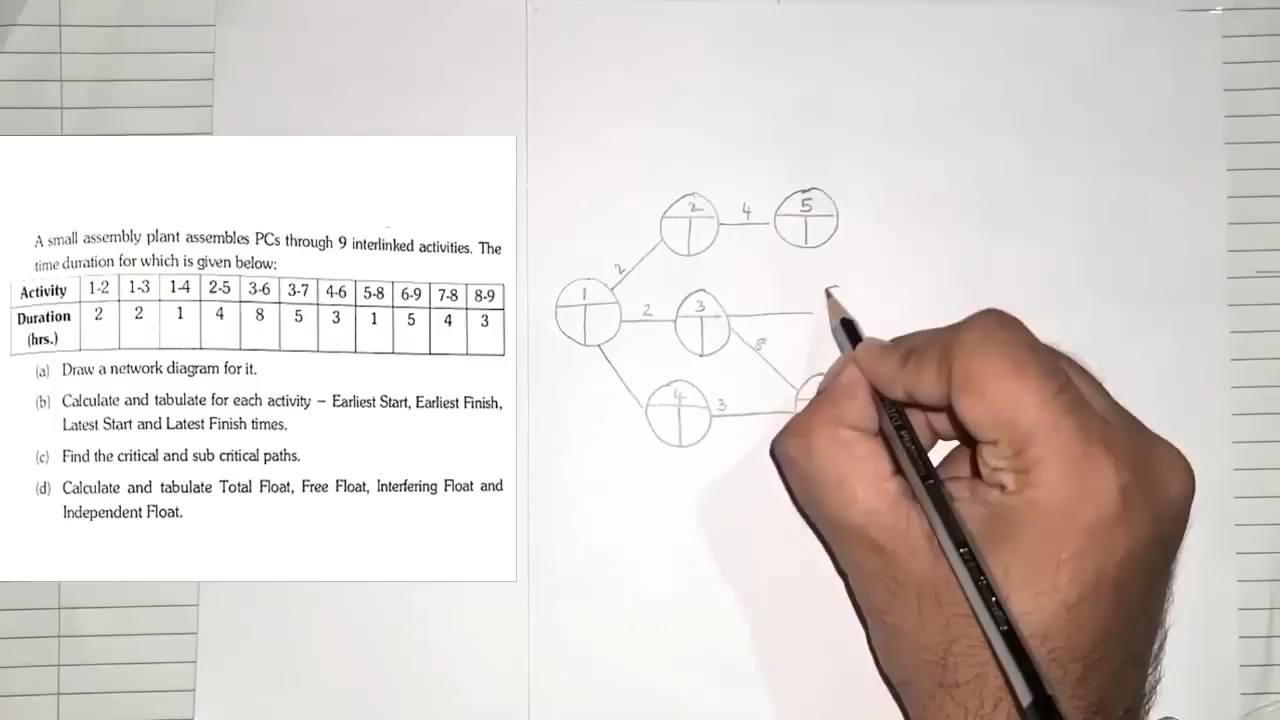 A small assembly plant assembles PCs through 9 interlinked activities. The
time duration for which is given below:
Activity 1-2 1-3 1-4 2-5 3-6 3-7 4-6 5-8 6-9 7-8 8-9
Duration (hrs.) 2 2 1 4 8 5 3 1 5 4 3
(a) Draw a network diagram for it.
(b) Calculate and tabulate for each activity – Earliest Start, Earliest Finish,
Latest Start and Latest Finish times.
(c) Find the critical and sub critical paths.
(d) Calculate and tabulate Total Float, Free Float, Interfering Float and
Independent Float.
2 4 5
2
1 2 3
8
4 3